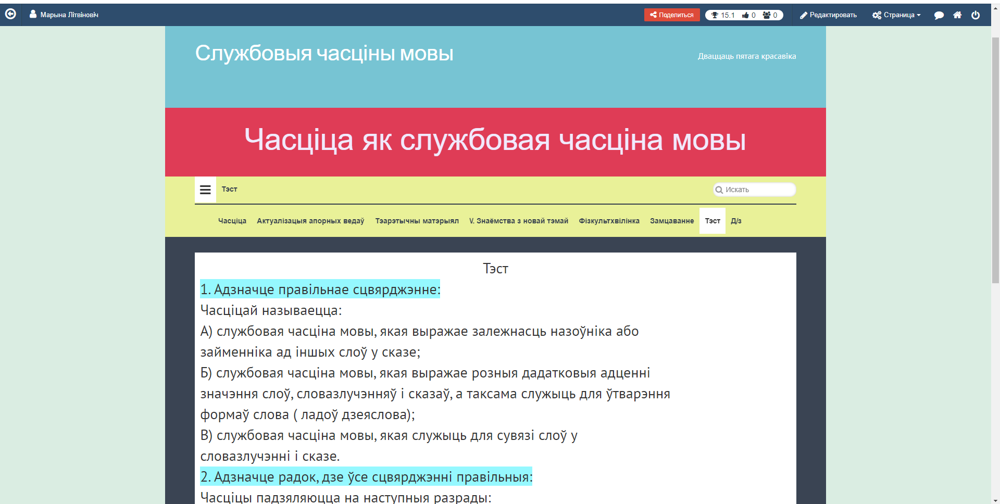 Марына Літвіновіч
Поделиться
15.1 0 0
Редактировать
Страница
Службовыя часціны мовы
Дваццаць пятага красавіка
Часціца як службовая часціна мовы
Тэст
Искать
Часціца Актуалізацыя апорных ведаў Тэарэтычны матэрыял V. Знаёмства з новай тэмай Фізкультхвілінка Замцаванне Тэст Д/з
Тэст
1. Адзначце правільнае сцвярджэнне:
Часціцай называецца:
А) службовая часціна мовы, якая выражае залежнасць назоўніка або
займенніка ад іншых слоў у сказе;
Б) службовая часціна мовы, якая выражае розныя дадатковыя адценні
значэння слоў, словазлучэнняў і сказаў, а таксама служыць для ўтварэння
формаў слова ( ладоў дзеяслова);
В) службовая часціна мовы, якая служыць для сувязі слоў у
словазлучэнні і сказе.
2. Адзначце радок, дзе ўсе сцвярджэнні правільныя:
Часціцы падзяляюцца на наступныя разрады: